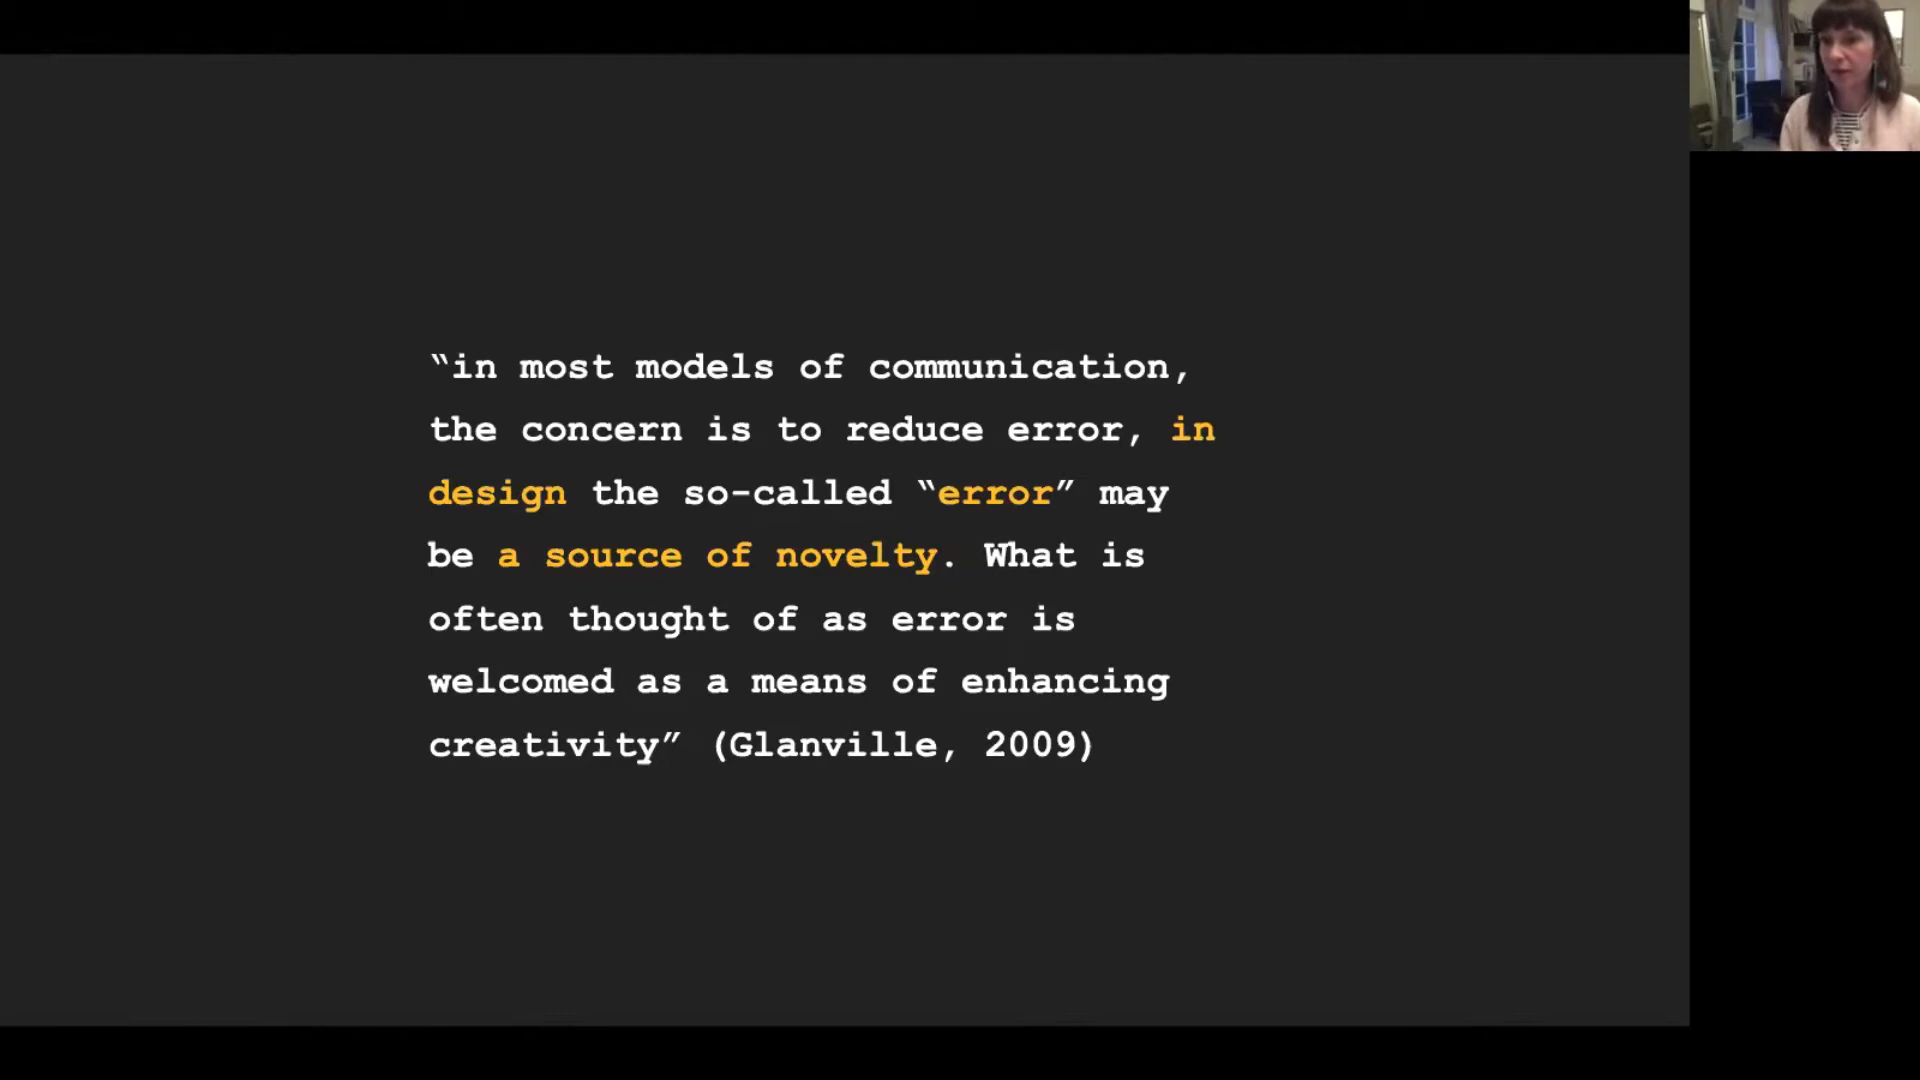 “in most models of communication,
the concern is to reduce error, in
design the so-called “error” may
be a source of novelty. What is
often thought of as error is
welcomed as a means of enhancing
creativity” (Glanville, 2009)